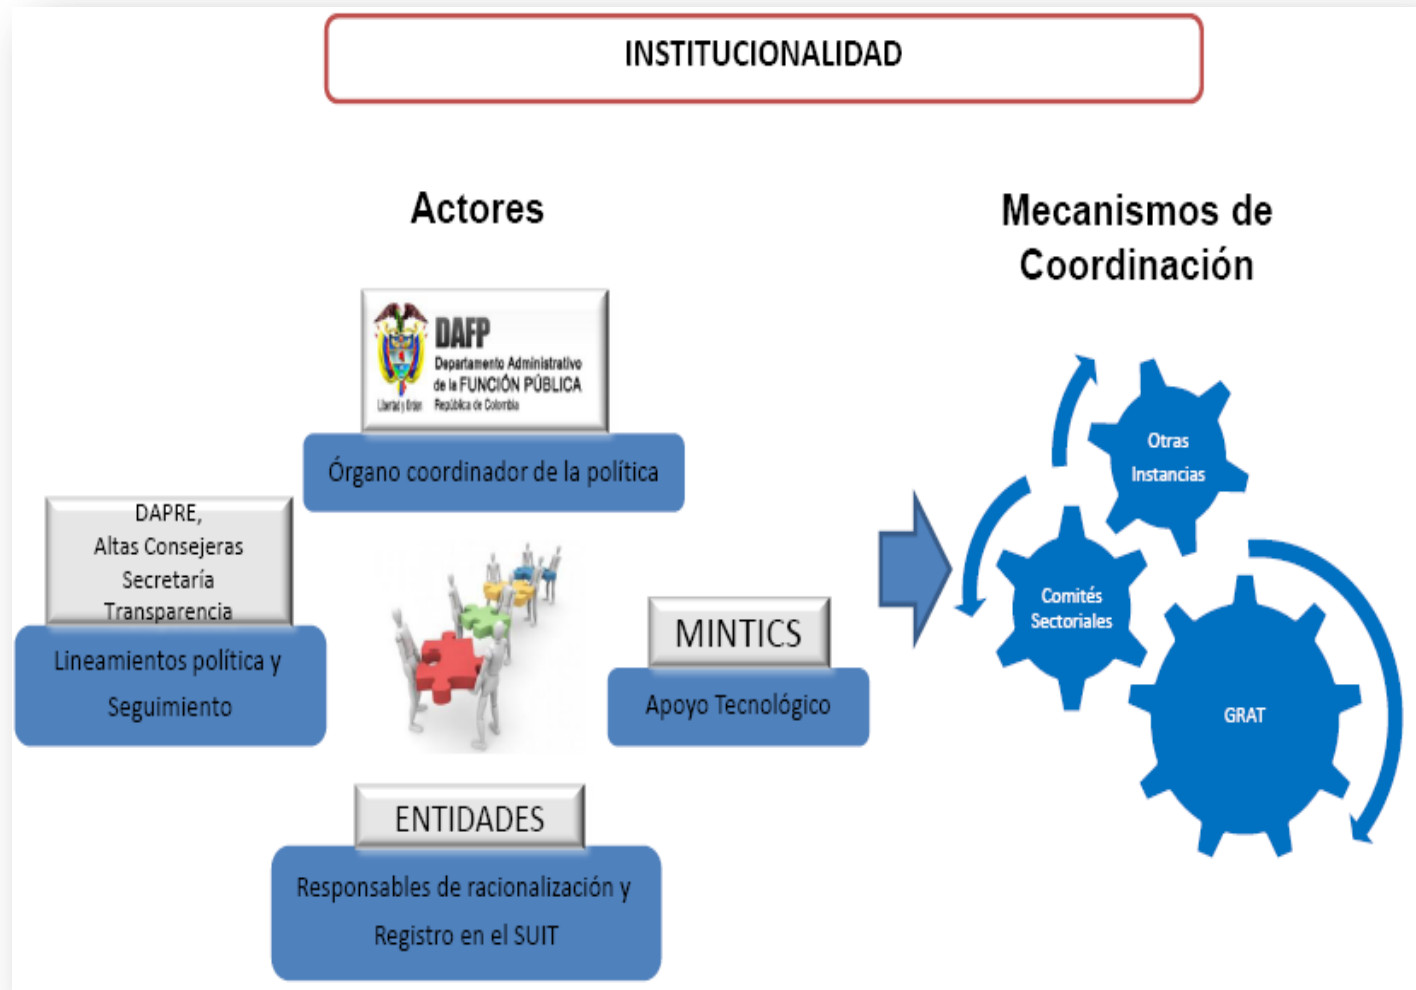 INSTITUCIONALIDAD
Actores
Mecanismos de
Coordinación
DAFP
Departamento Administrativo
de la FUNCIÓN PÚBLICA
República de Colombia
Libertad y Orden
Órgano coordinador de la política
DAPRE,
Altas Consejeras
Secretaría
Transparencia
Lineamientos política y
Seguimiento
MINTICS
Apoyo Tecnológico
ENTIDADES
Responsables de racionalización y
Registro en el SUIT
Otras
Instancias
Comités
Sectoriales
GRAT